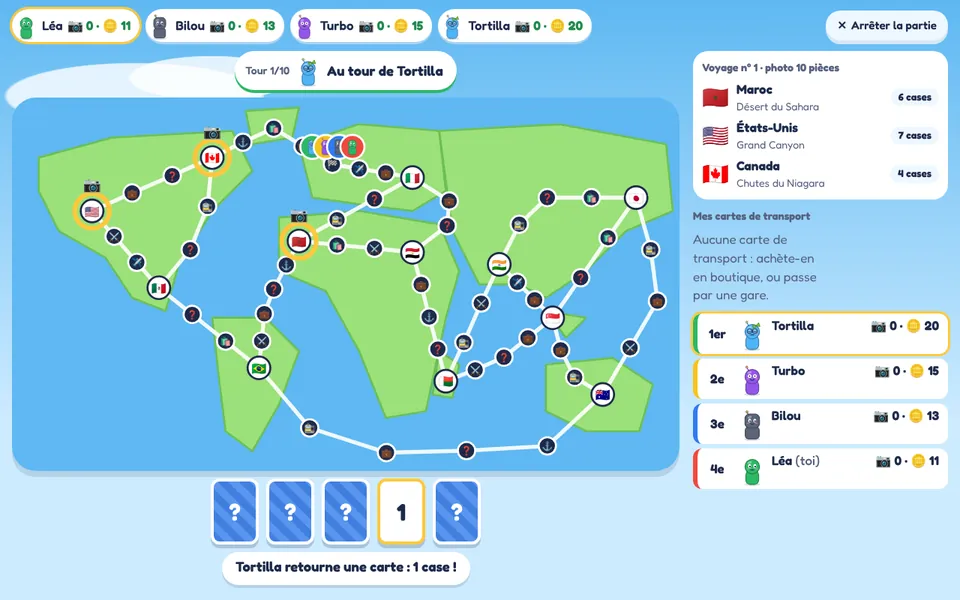 Léa 0 · 11
Bilou 0 · 13
Turbo 0 · 15
Tortilla 0 · 20
✕ Arrêter la partie
Tour 1/10 Au tour de Tortilla
Voyage n° 1 · photo 10 pièces
Maroc
Désert du Sahara
6 cases
États-Unis
Grand Canyon
7 cases
Canada
Chutes du Niagara
4 cases
Mes cartes de transport
Aucune carte de
transport : achète-en
en boutique, ou passe
par une gare.
1er Tortilla 0 · 20
2e Turbo 0 · 15
3e Bilou 0 · 13
4e Léa (toi) 0 · 11
? ? ? 1 ?
Tortilla retourne une carte : 1 case !